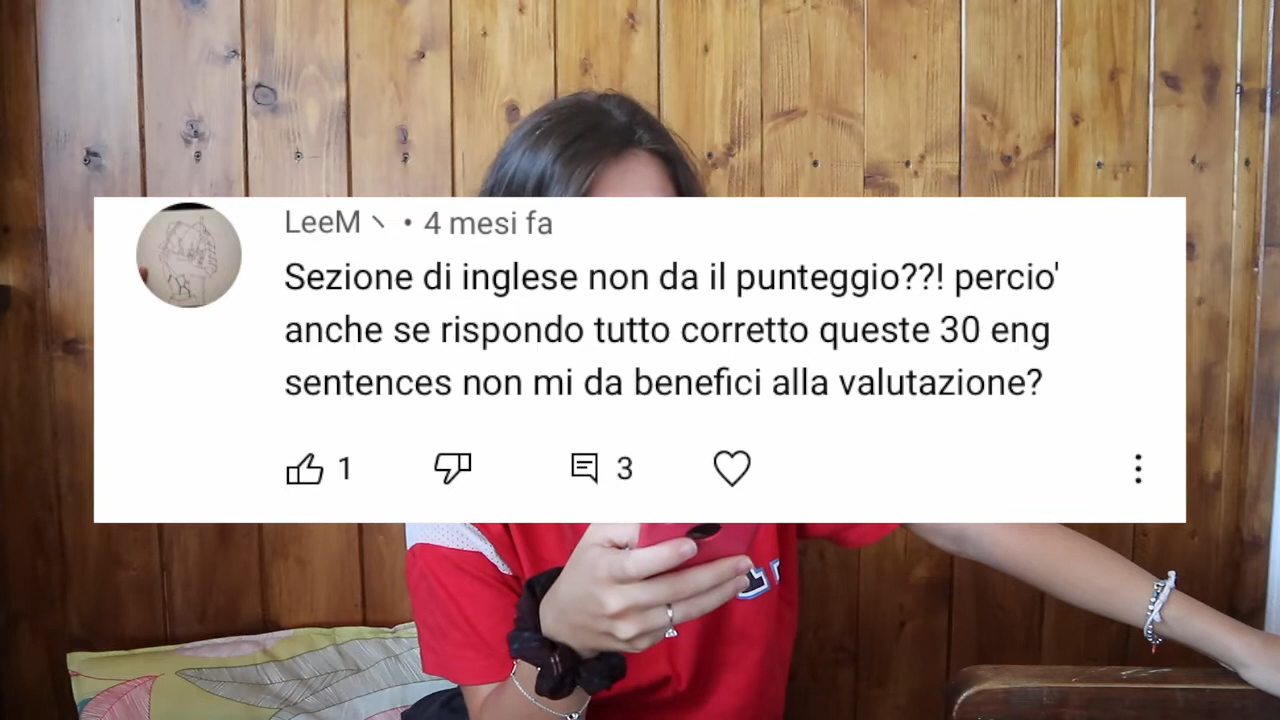 LeeM ヽ • 4 mesi fa
Sezione di inglese non da il punteggio??! percio'
anche se rispondo tutto corretto queste 30 eng
sentences non mi da benefici alla valutazione?
1 3